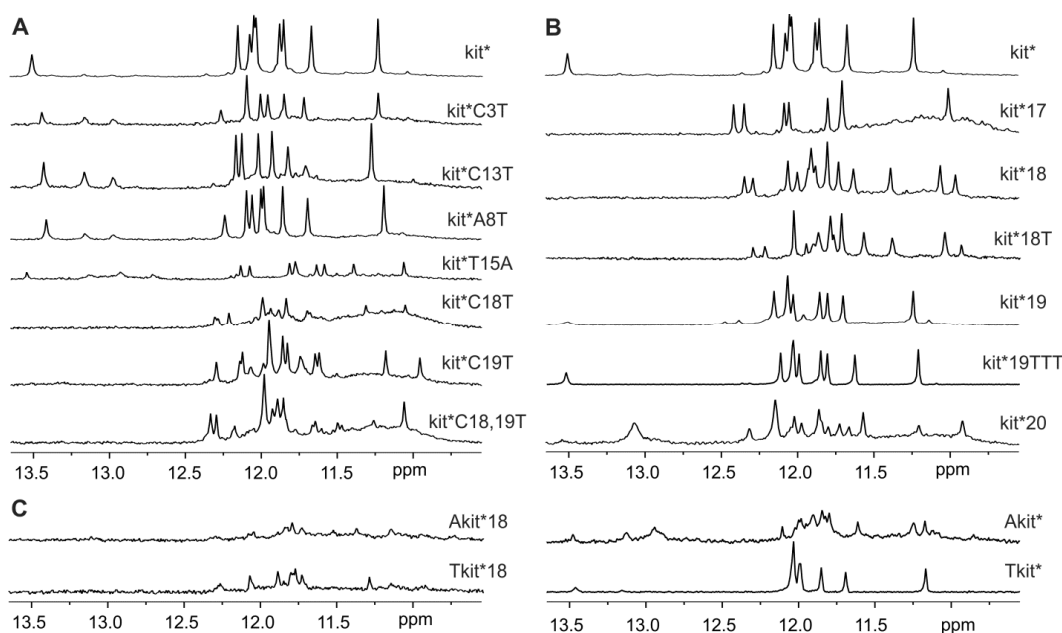 A
kit*
kit*C3T
kit*C13T
kit*A8T
kit*T15A
kit*C18T
kit*C19T
kit*C18,19T
13.5 13.0 12.5 12.0 11.5 ppm
B
kit*
kit*17
kit*18
kit*18T
kit*19
kit*19TTT
kit*20
13.5 13.0 12.5 12.0 11.5 ppm
C
Akit*18
Tkit*18
13.5 13.0 12.5 12.0 11.5 ppm
Akit*
Tkit*
13.5 13.0 12.5 12.0 11.5 ppm